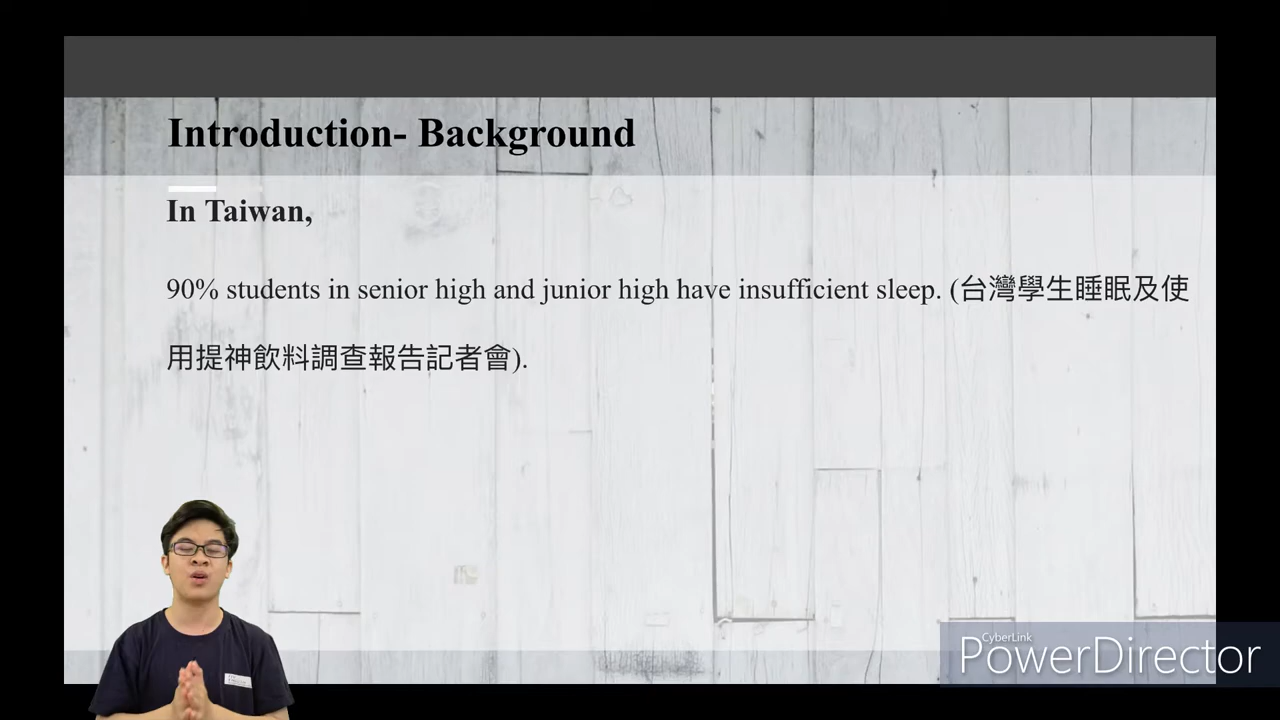 Introduction- Background
In Taiwan,
90% students in senior high and junior high have insufficient sleep. (台灣學生睡眠及使
用提神飲料調查報告記者會).
CyberLink
PowerDirector